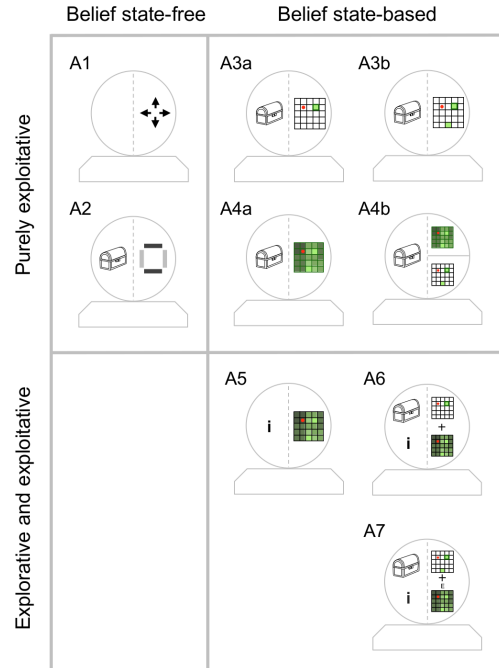 Belief state-free
Belief state-based
Purely exploitative
A1
A3a
A3b
A2
A4a
A4b
Explorative and exploitative
A5
i
A6
i
+
A7
i
+